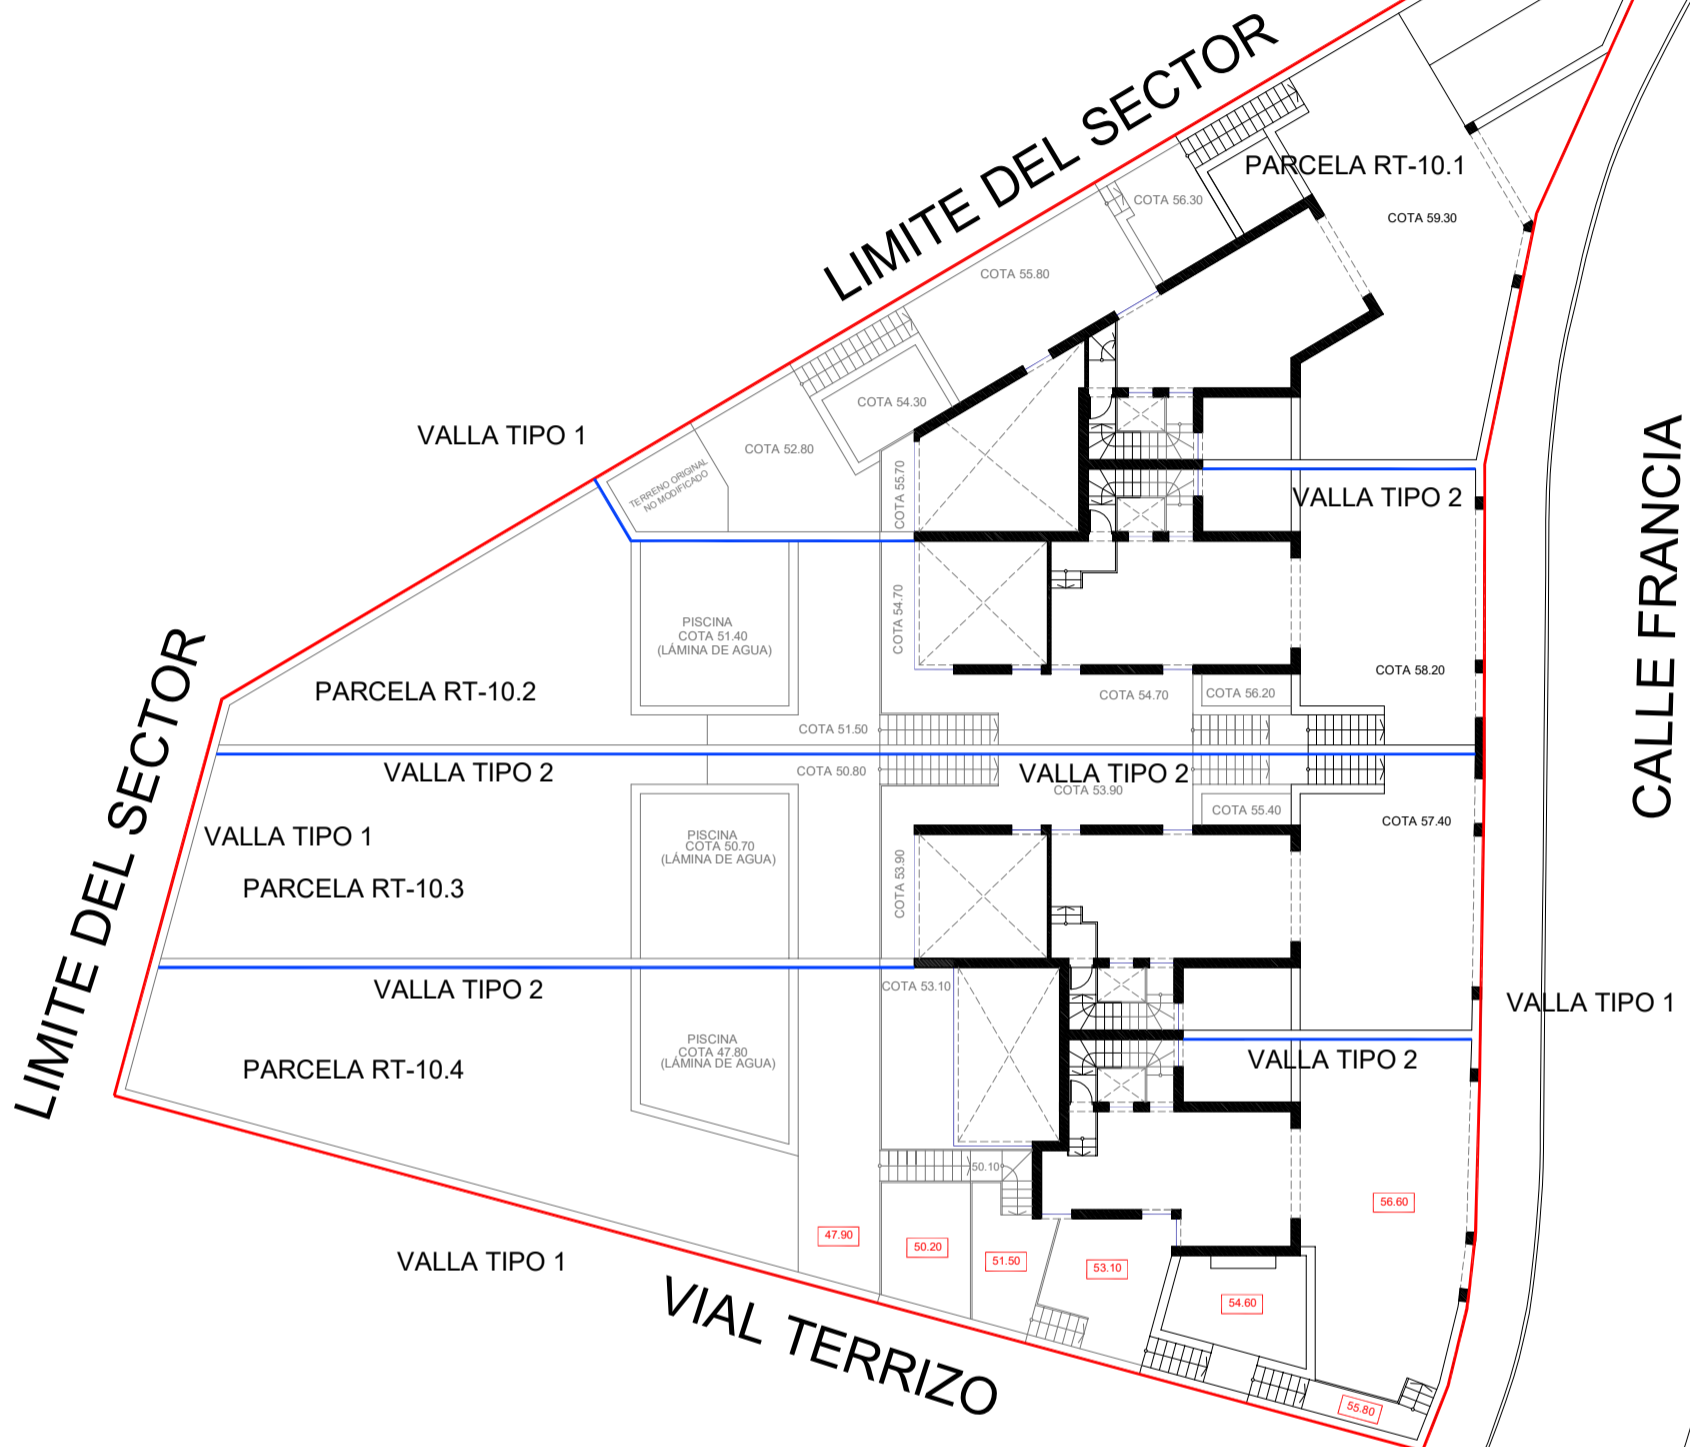 LIMITE DEL SECTOR
PARCELA RT-10.1
COTA 56.30
COTA 59.30
COTA 55.80
COTA 54.30
VALLA TIPO 1
COTA 52.80
TERRENO ORIGINAL
NO MODIFICADO
COTA 55.70
VALLA TIPO 2
CALLE FRANCIA
PISCINA
COTA 51.40
(LÁMINA DE AGUA)
COTA 54.70
COTA 58.20
PARCELA RT-10.2
COTA 54.70
COTA 56.20
COTA 51.50
LIMITE DEL SECTOR
VALLA TIPO 2
COTA 50.80
VALLA TIPO 2
COTA 53.90
COTA 55.40
COTA 57.40
VALLA TIPO 1
PISCINA
COTA 50.70
(LÁMINA DE AGUA)
PARCELA RT-10.3
COTA 53.90
VALLA TIPO 2
COTA 53.10
VALLA TIPO 1
PISCINA
COTA 47.80
(LÁMINA DE AGUA)
PARCELA RT-10.4
VALLA TIPO 2
50.10
56.60
47.90
50.20
51.50
53.10
VALLA TIPO 1
54.60
VIAL TERRIZO
55.80